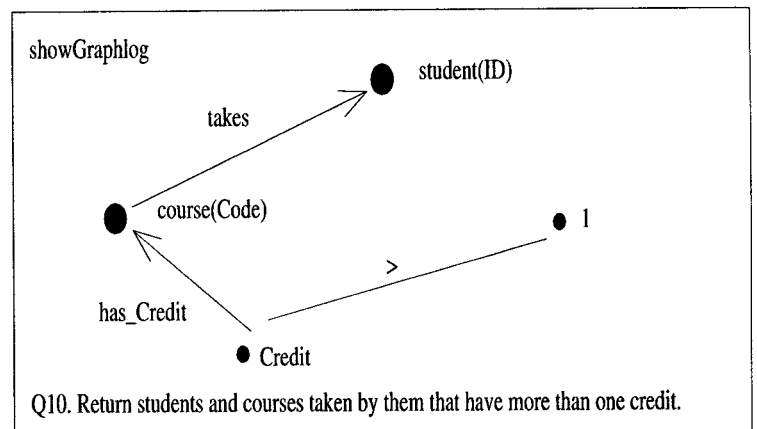 showGraphlog
student(ID)
takes
course(Code)
1
>
has_Credit
Credit
Q10. Return students and courses taken by them that have more than one credit.